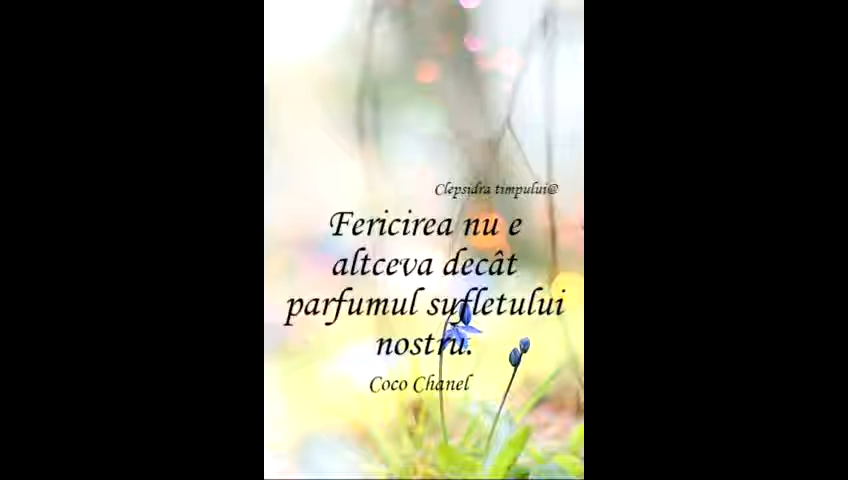 Clepsidra timpului@
Fericirea nu e
altceva decât
parfumul sufletului
nostru.
Coco Chanel